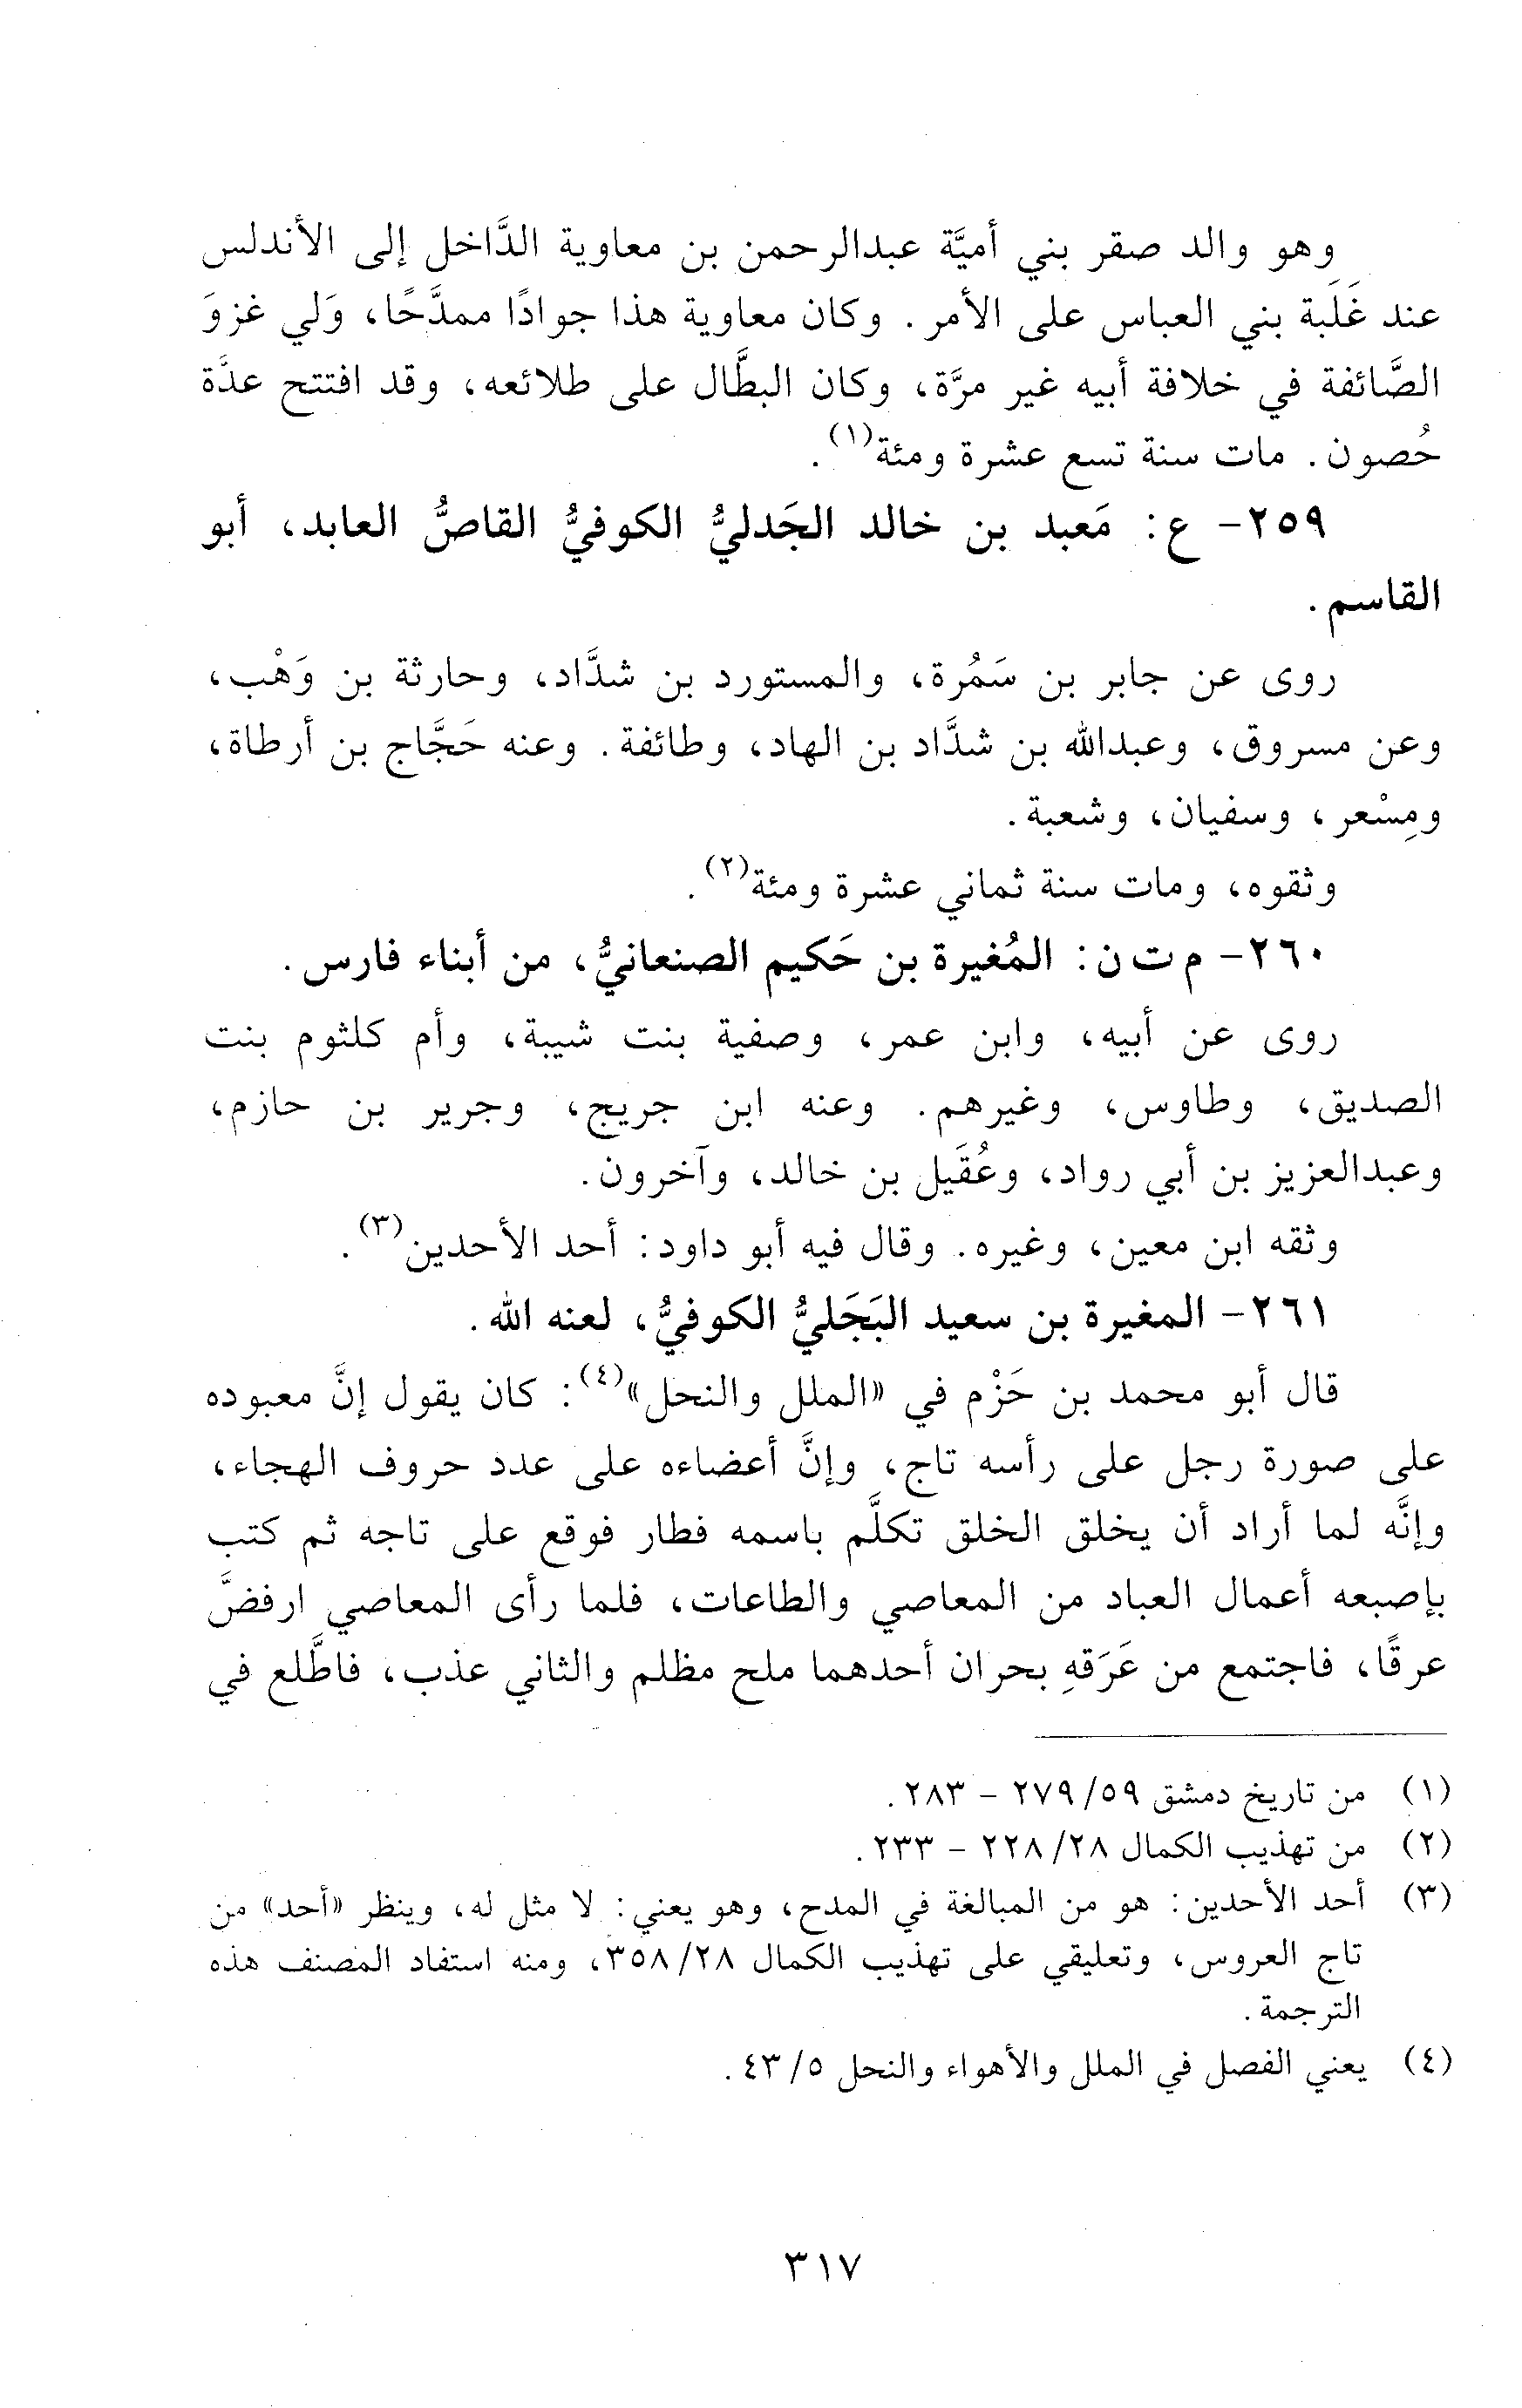 وهو والد صقر بني أميَّة عبدالرحمن بن معاوية الدَّاخل إلى الأندلس
عند غَلَبة بني العباس على الأمر. وكان معاوية هذا جوادًا ممدَّحًا، وَلي غزوَ
الصَّائفة في خلافة أبيه غير مرَّة، وكان البطَّال على طلائعه، وقد افتتح عدَّة
حُصون. مات سنة تسع عشرة ومئة(١).
٢٥٩- ع: مَعبد بن خالد الجَدليُّ الكوفيُّ القاصُّ العابد، أبو
القاسم.
روى عن جابر بن سَمُرة، والمستورد بن شدَّاد، وحارثة بن وَهْب،
وعن مسروق، وعبدالله بن شدَّاد بن الهاد، وطائفة. وعنه حَجَّاج بن أرطاة،
ومِسْعر، وسفيان، وشعبة.
وثقوه، ومات سنة ثماني عشرة ومئة(٢).
٢٦٠- م ت ن: المُغيرة بن حَكيم الصنعانيُّ، من أبناء فارس.
روى عن أبيه، وابن عمر، وصفية بنت شيبة، وأم كلثوم بنت
الصديق، وطاوس، وغيرهم. وعنه ابن جريج، وجرير بن حازم،
وعبدالعزيز بن أبي رواد، وعُقَيل بن خالد، وآخرون.
وثقه ابن معين، وغيره. وقال فيه أبو داود: أحد الأحدين(٣).
٢٦١- المغيرة بن سعيد البَجَليُّ الكوفيُّ، لعنه الله.
قال أبو محمد بن حَزْم في «الملل والنحل»(٤): كان يقول إنَّ معبوده
على صورة رجل على رأسه تاج، وإنَّ أعضاءه على عدد حروف الهجاء،
وإنَّه لما أراد أن يخلق الخلق تكلَّم باسمه فطار فوقع على تاجه ثم كتب
بإصبعه أعمال العباد من المعاصي والطاعات، فلما رأى المعاصي ارفضَّ
عرقًا، فاجتمع من عَرَقهِ بحران أحدهما ملح مظلم والثاني عذب، فاطَّلع في
(١) من تاريخ دمشق ٥٩/ ٢٧٩ - ٢٨٣.
(٢) من تهذيب الكمال ٢٨/ ٢٢٨ - ٢٣٣.
(٣) أحد الأحدين: هو من المبالغة في المدح، وهو يعني: لا مثل له، وينظر «أحد» من
تاج العروس، وتعليقي على تهذيب الكمال ٢٨/ ٣٥٨، ومنه استفاد المصنف هذه
الترجمة.
(٤) يعني الفصل في الملل والأهواء والنحل ٥/ ٤٣.
٣١٧